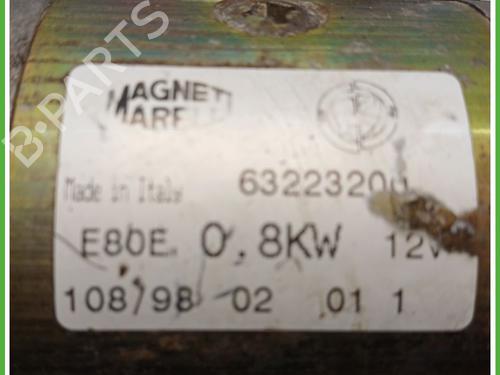 B-PARTS
MAGNETI
MARELLI
Made in Italy
63223200
E80E 0,8KW 12V
108/98 02 01 1